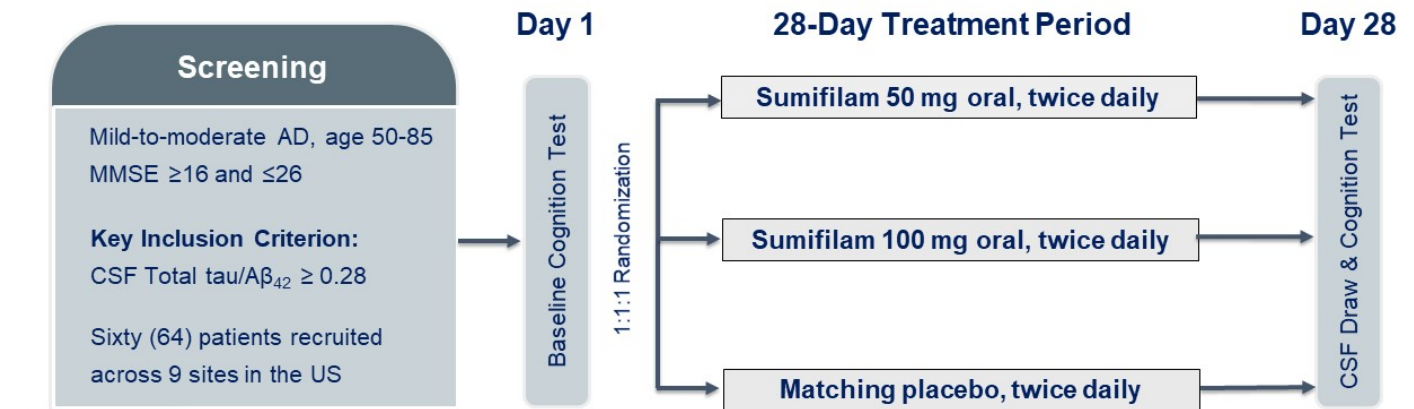 Day 1
28-Day Treatment Period
Day 28
Screening
Mild-to-moderate AD, age 50-85
MMSE ≥16 and ≤26
Key Inclusion Criterion:
CSF Total tau/Aβ₄₂ ≥ 0.28
Sixty (64) patients recruited
across 9 sites in the US
Baseline Cognition Test
1:1:1 Randomization
Sumifilam 50 mg oral, twice daily
Sumifilam 100 mg oral, twice daily
Matching placebo, twice daily
CSF Draw & Cognition Test